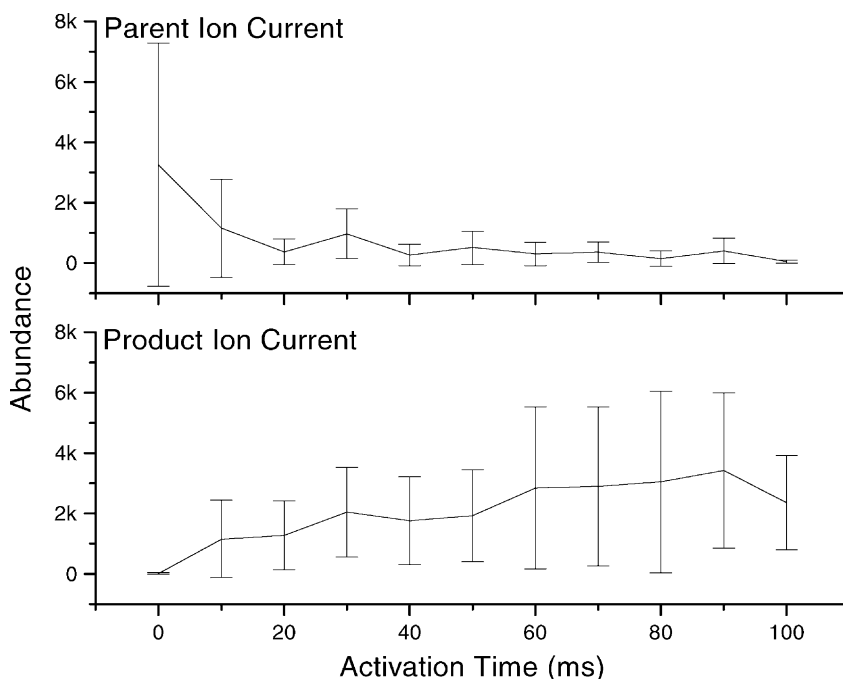 Parent Ion Current
8k
6k
4k
2k
0
Product Ion Current
8k
6k
4k
2k
0
Abundance
0 20 40 60 80 100
Activation Time (ms)